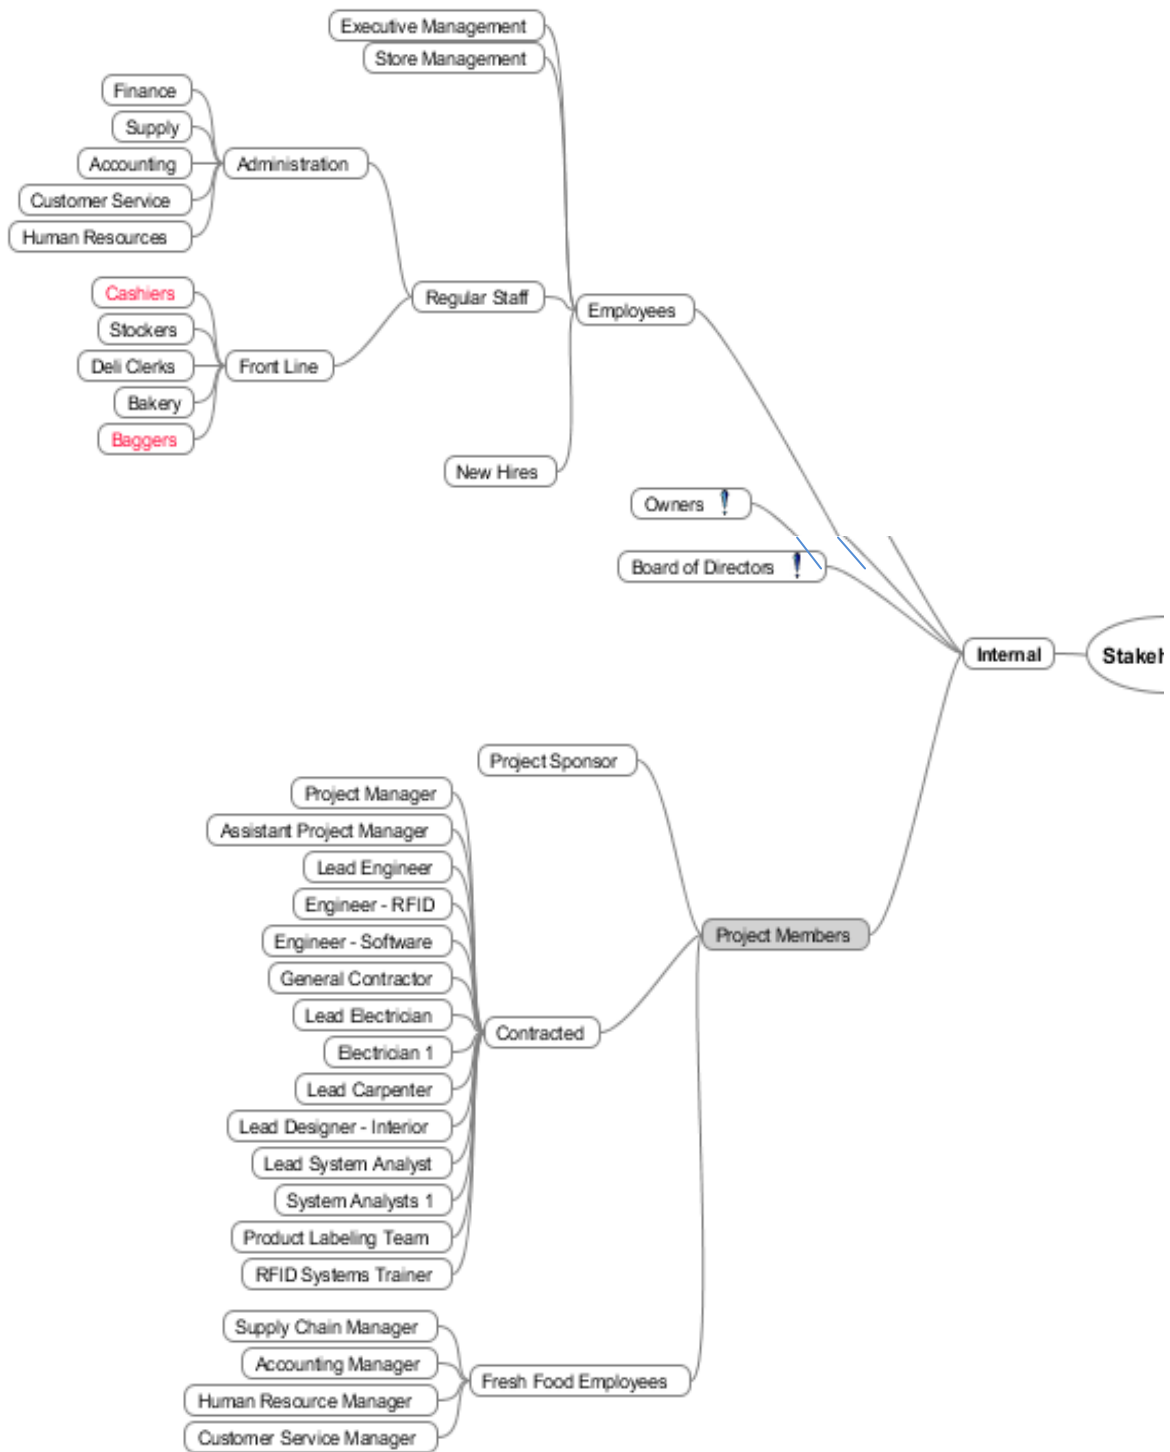 Executive Management
Store Management
Finance
Supply
Accounting
Customer Service
Human Resources
Administration
Cashiers
Stockers
Deli Clerks
Bakery
Baggers
Front Line
Regular Staff
New Hires
Employees
Owners
Board of Directors
Internal
Stakeh
Project Sponsor
Project Manager
Assistant Project Manager
Lead Engineer
Engineer - RFID
Engineer - Software
General Contractor
Lead Electrician
Electrician 1
Lead Carpenter
Lead Designer - Interior
Lead System Analyst
System Analysts 1
Product Labeling Team
RFID Systems Trainer
Contracted
Project Members
Supply Chain Manager
Accounting Manager
Human Resource Manager
Customer Service Manager
Fresh Food Employees